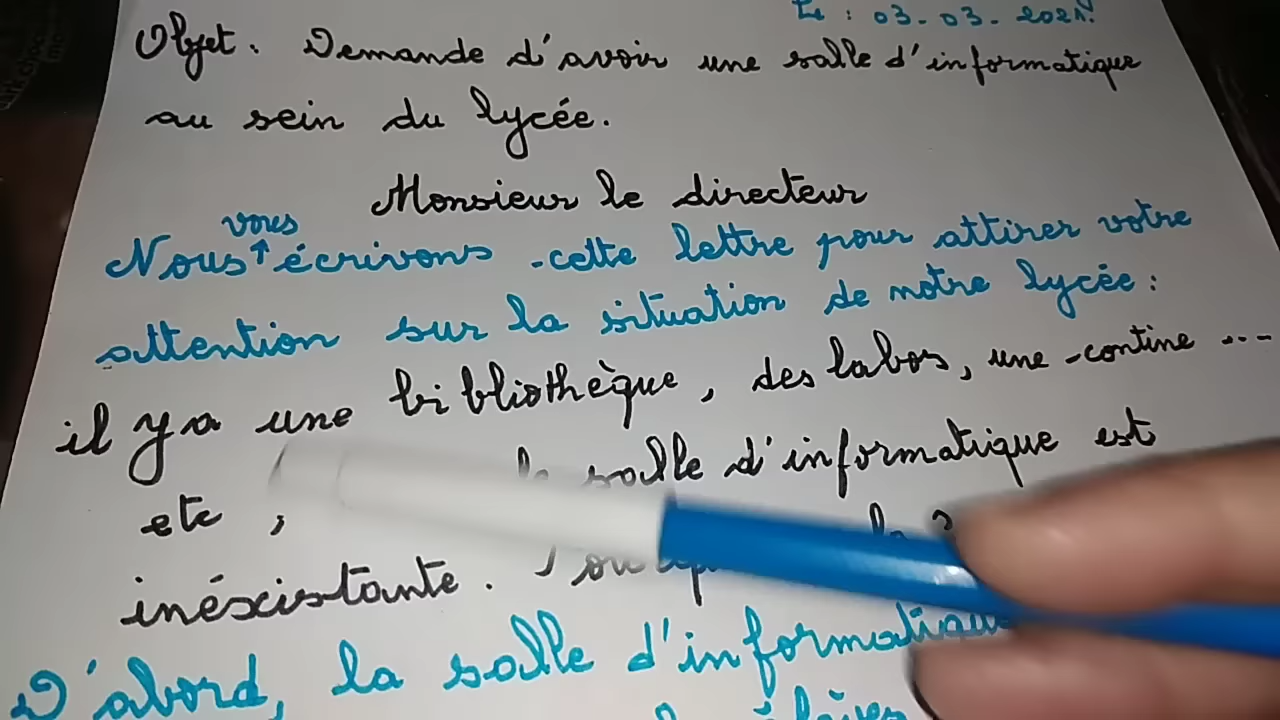 Le : 03-03-2021.
Objet : Demande d'avoir une salle d'informatique
au sein du lycée.
Monsieur le directeur
vous
Nous ↑ écrivons cette lettre pour attirer votre
attention sur la situation de notre lycée :
il y a une bibliothèque, des labos, une contine ...
etc, la salle d'informatique est
inéxistante.
D'abord, la salle d'informatique